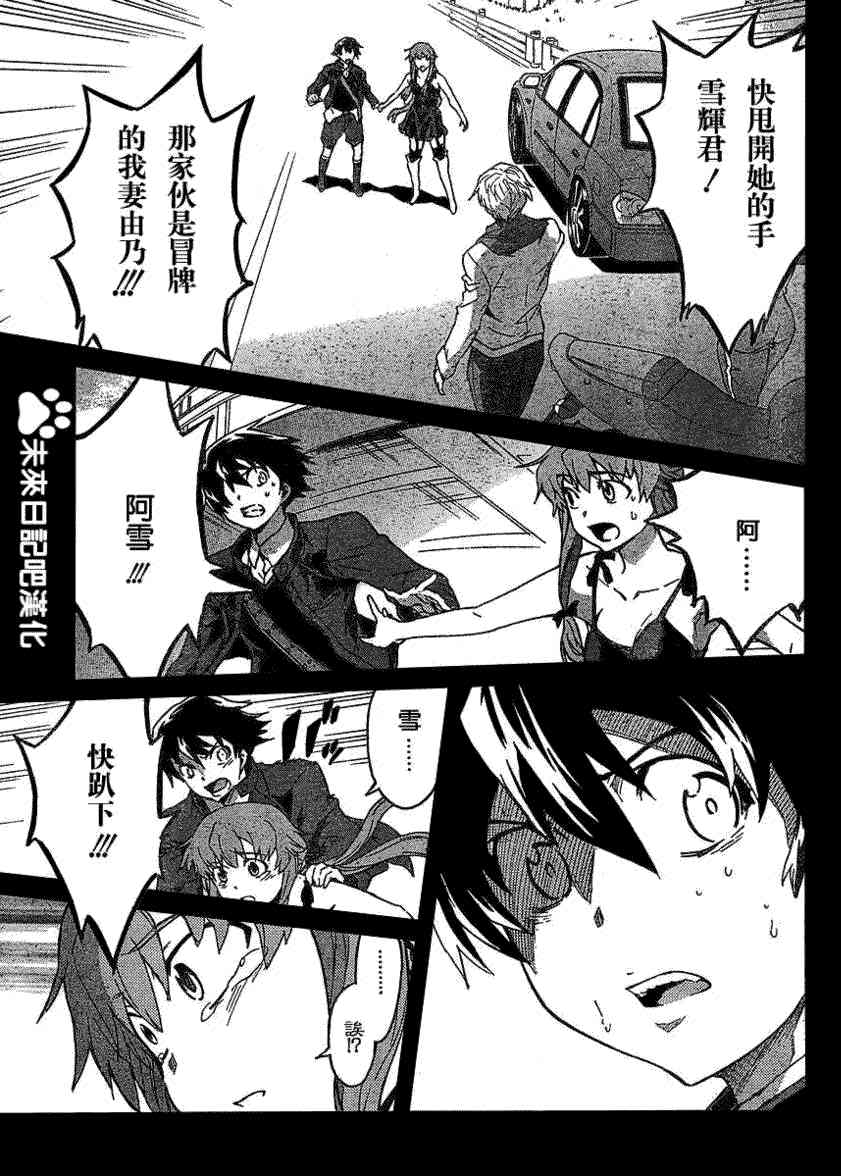 快甩開她的手
雪輝君！
那家伙是冒牌
的我妻由乃!!!
阿……
阿雪!!!
雪……
快趴下!!!
………
誒!?
未來日記吧漢化